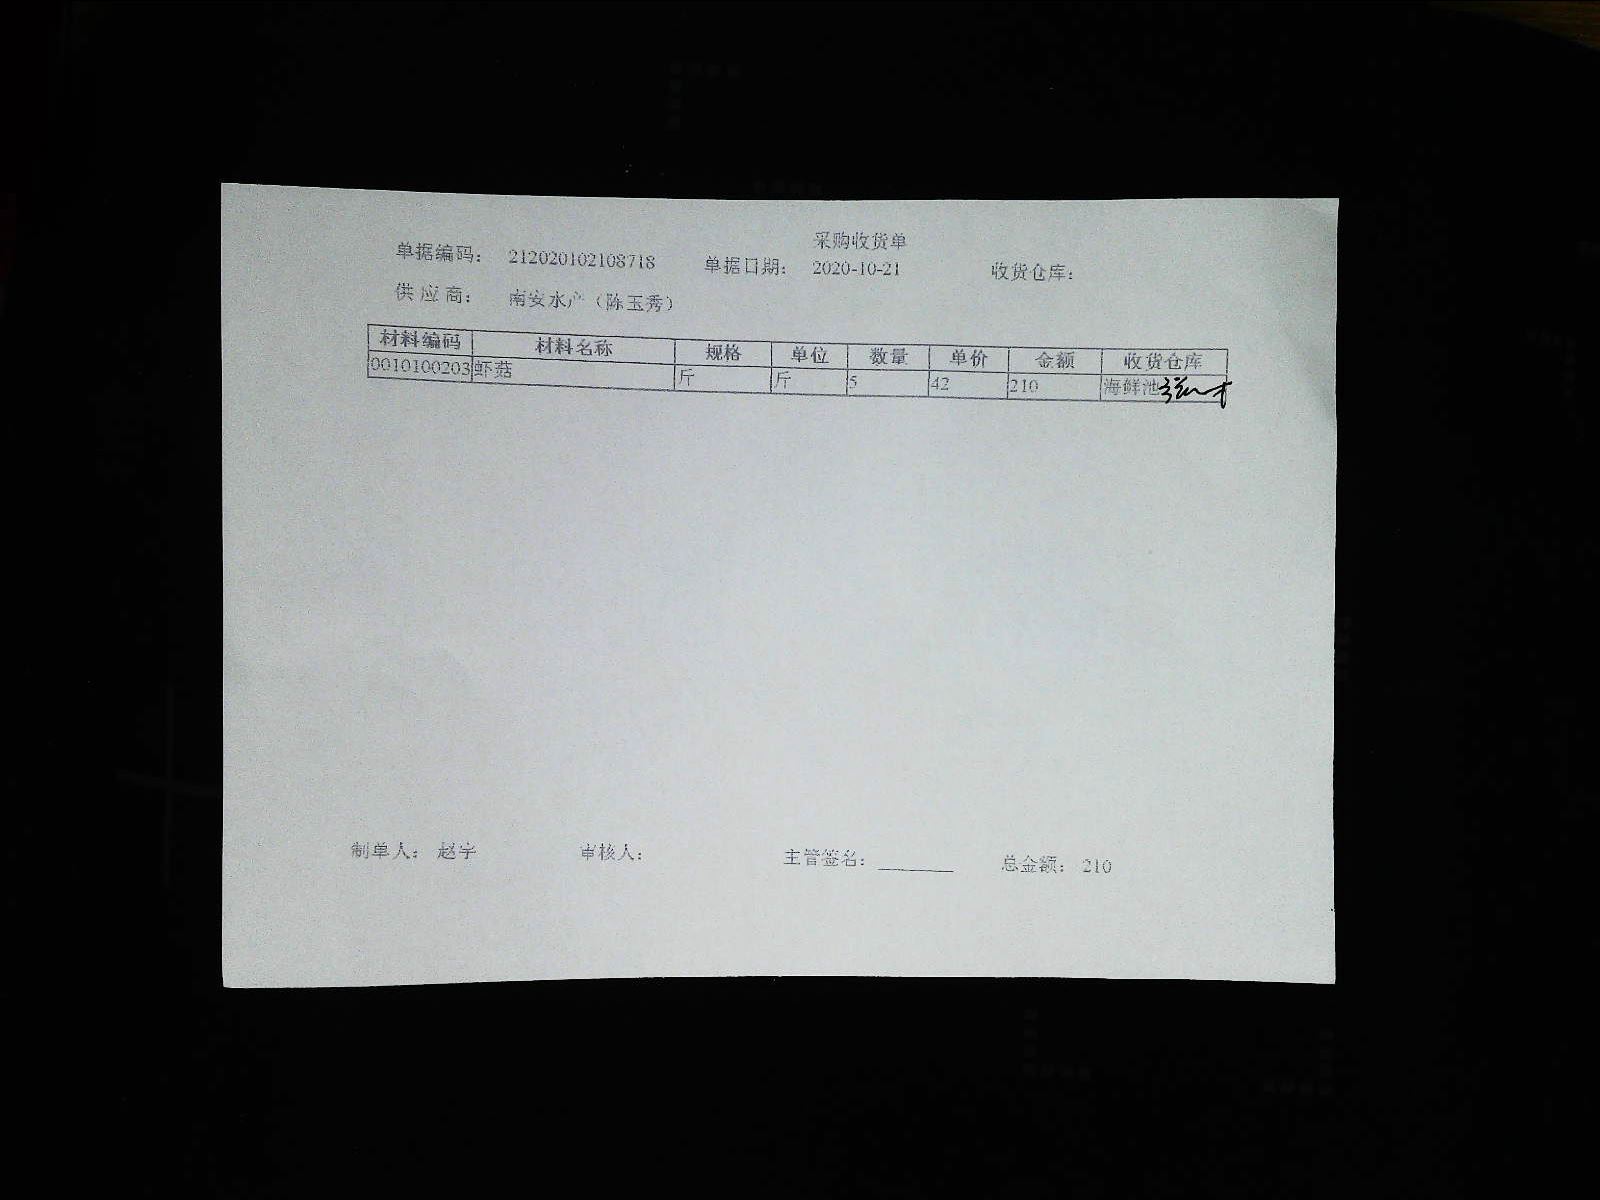 采购收货单
单据编码： 212020102108718 单据日期： 2020-10-21 收货仓库：
供应商： 南安水产（陈玉秀）
材料编码 材料名称 规格 单位 数量 单价 金额 收货仓库
0010100203 虾菇 斤 斤 5 42 210 海鲜池
制单人： 赵宇 审核人： 主管签名： 总金额： 210